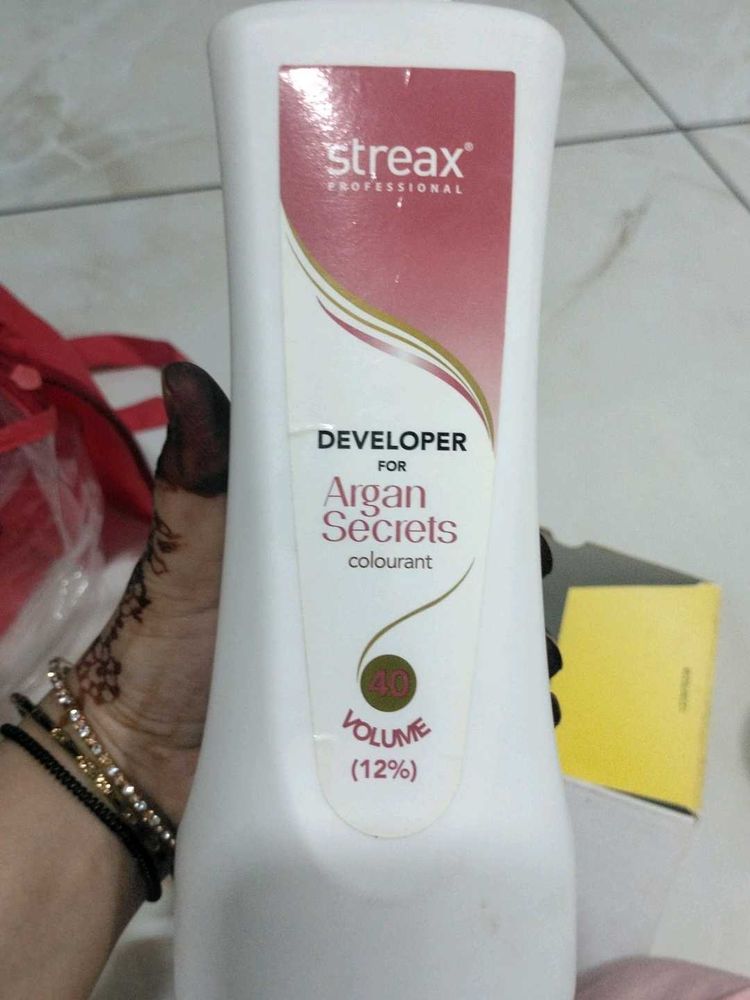 streax®
PROFESSIONAL
DEVELOPER
FOR
Argan
Secrets
colourant
40
VOLUME
(12%)